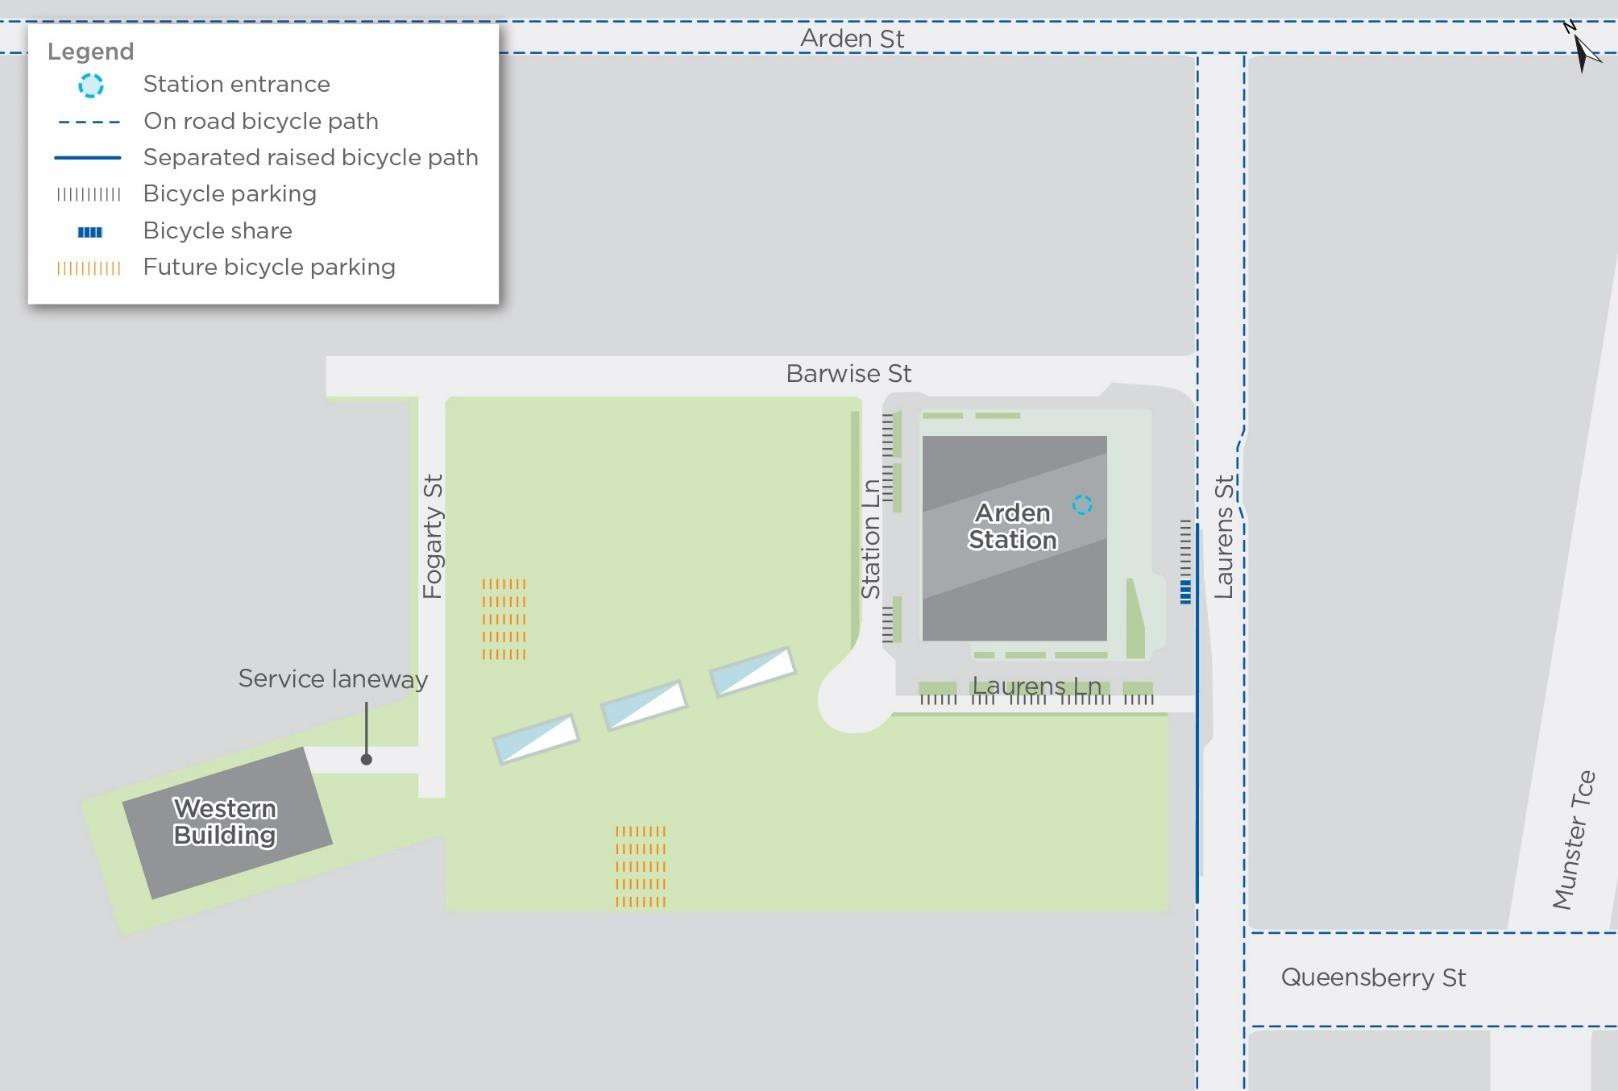 Arden St
N
Legend
Station entrance
On road bicycle path
Separated raised bicycle path
Bicycle parking
Bicycle share
Future bicycle parking
Barwise St
Fogarty St
Station Ln
Arden
Station
Laurens St
Service laneway
Laurens Ln
Western
Building
Munster Tce
Queensberry St